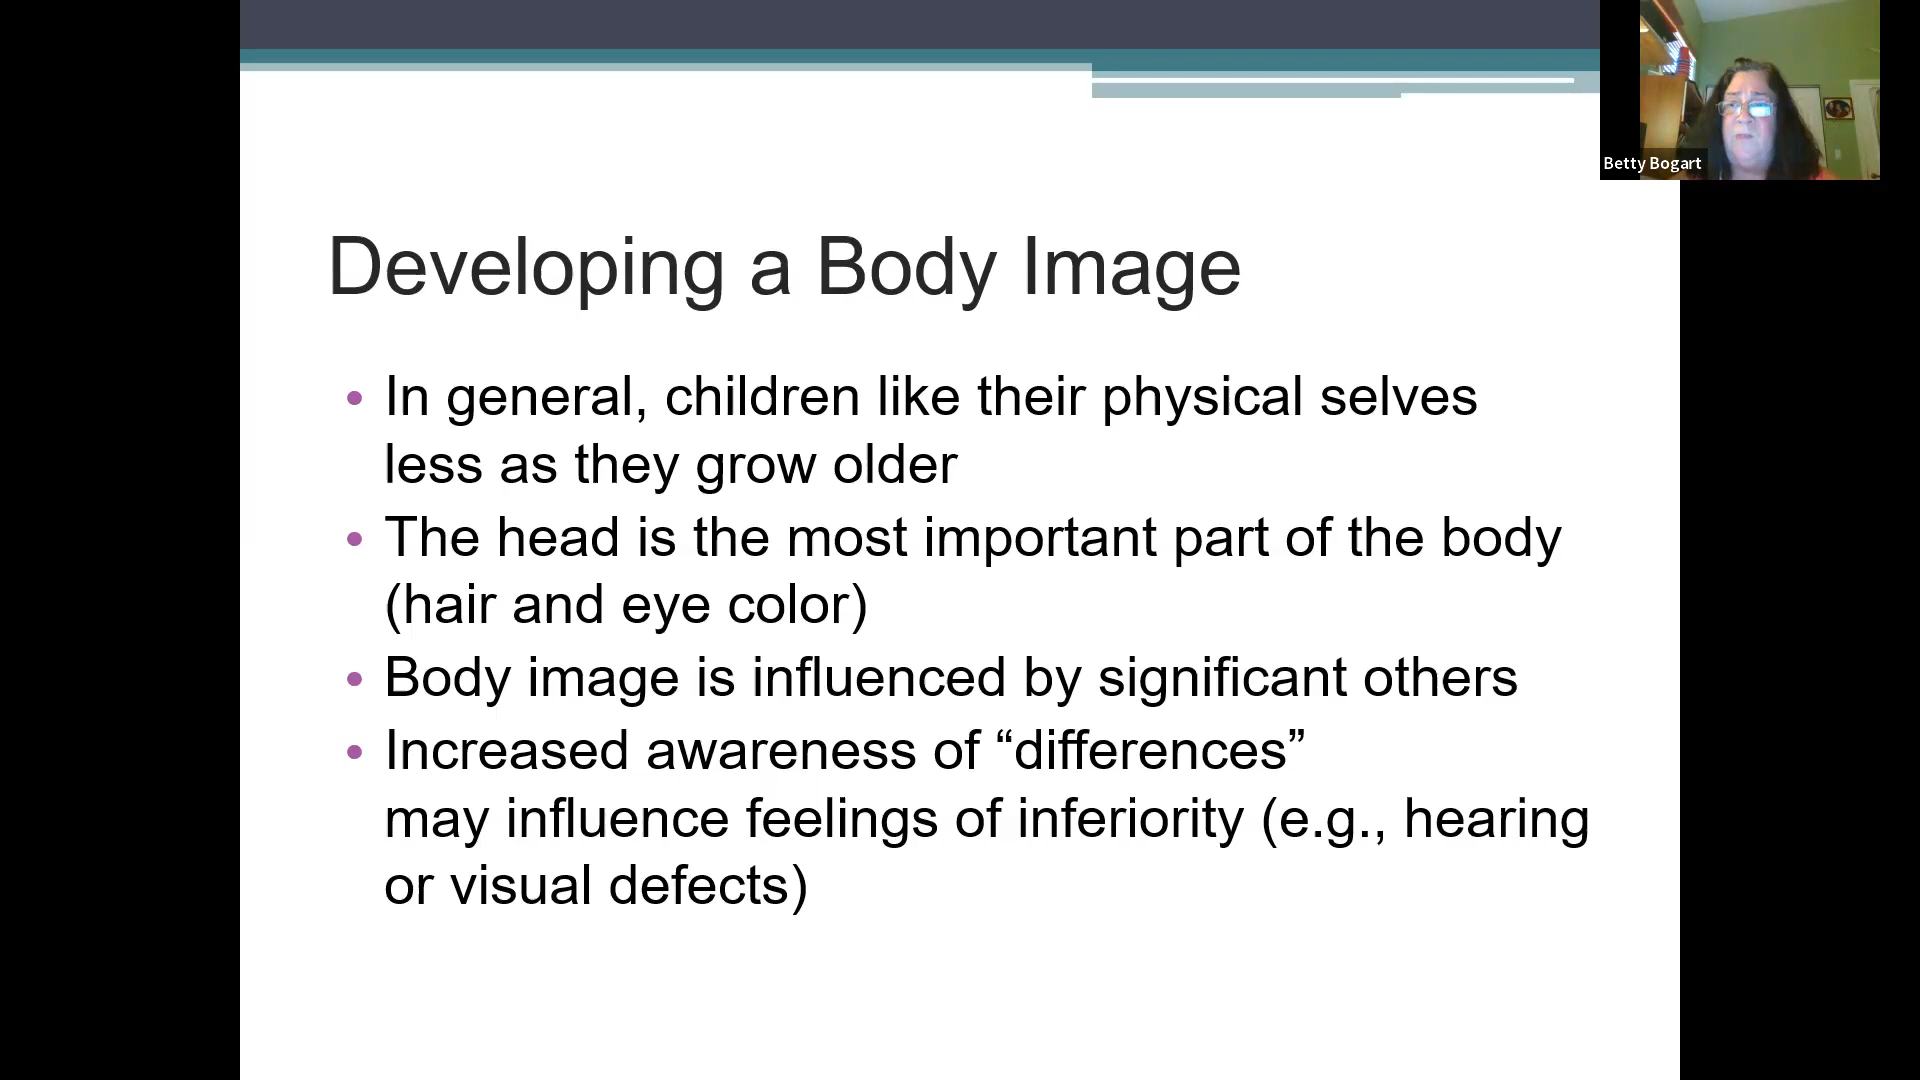 Betty Bogart
Developing a Body Image
• In general, children like their physical selves
less as they grow older
• The head is the most important part of the body
(hair and eye color)
• Body image is influenced by significant others
• Increased awareness of “differences”
may influence feelings of inferiority (e.g., hearing
or visual defects)